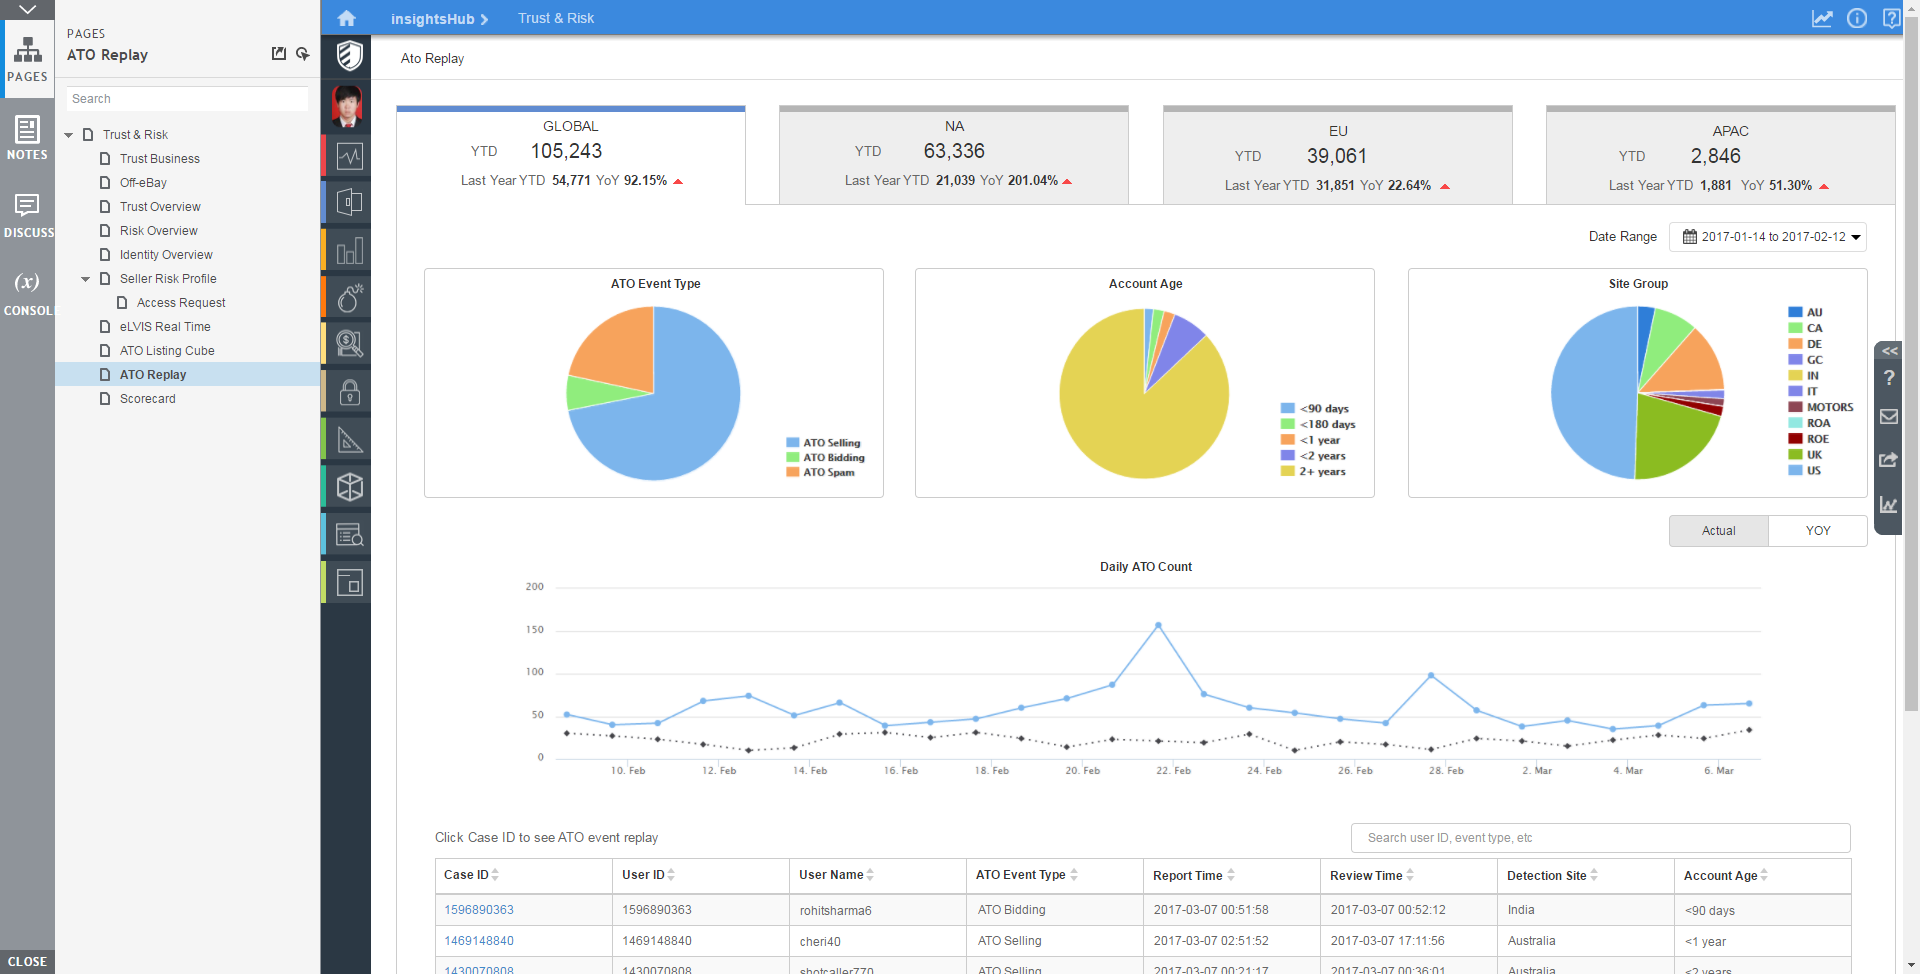 PAGES
NOTES
DISCUSS
(x)
CONSOLE
CLOSE
PAGES
ATO Replay
Search
Trust & Risk
Trust Business
Off-eBay
Trust Overview
Risk Overview
Identity Overview
Seller Risk Profile
Access Request
eLVIS Real Time
ATO Listing Cube
ATO Replay
Scorecard
insightsHub
Trust & Risk
Ato Replay
GLOBAL
YTD 105,243
Last Year YTD 54,771 YoY 92.15%
NA
YTD 63,336
Last Year YTD 21,039 YoY 201.04%
EU
YTD 39,061
Last Year YTD 31,851 YoY 22.64%
APAC
YTD 2,846
Last Year YTD 1,881 YoY 51.30%
Date Range 2017-01-14 to 2017-02-12
ATO Event Type
ATO Selling
ATO Bidding
ATO Spam
Account Age
<90 days
<180 days
<1 year
<2 years
2+ years
Site Group
AU
CA
DE
GC
IN
IT
MOTORS
ROA
ROE
UK
US
<<
?
Actual YOY
Daily ATO Count
200
150
100
50
0
10. Feb 12. Feb 14. Feb 16. Feb 18. Feb 20. Feb 22. Feb 24. Feb 26. Feb 28. Feb 2. Mar 4. Mar 6. Mar
Click Case ID to see ATO event replay
Search user ID, event type, etc
Case ID User ID User Name ATO Event Type Report Time Review Time Detection Site Account Age
1596890363 1596890363 rohitsharma6 ATO Bidding 2017-03-07 00:51:58 2017-03-07 00:52:12 India <90 days
1469148840 1469148840 cheri40 ATO Selling 2017-03-07 02:51:52 2017-03-07 17:11:56 Australia <1 year
1430070808 1430070808 shotcaller770 ATO Selling 2017-03-07 00:21:17 2017-03-07 00:36:01 Australia <2 years